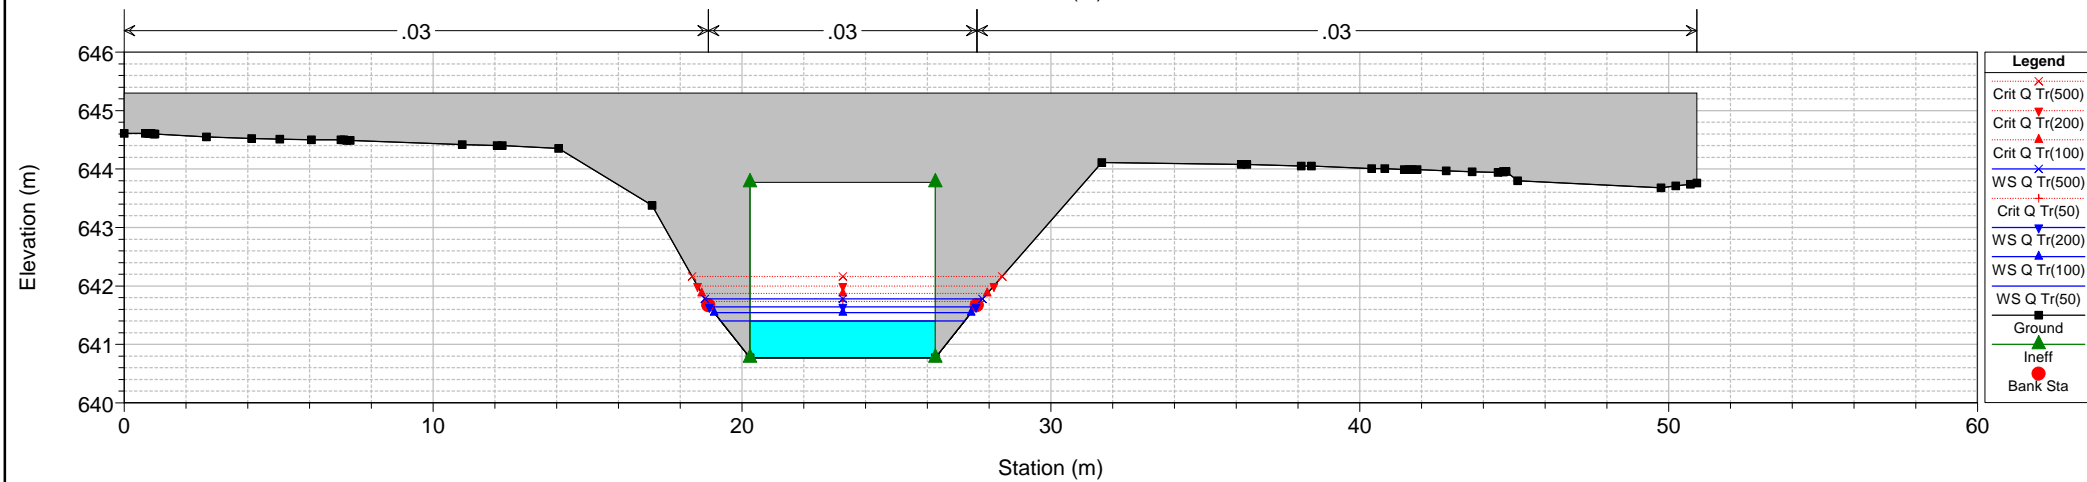 .03 .03 .03
646
645
644
643
642
641
640
Elevation (m)
0 10 20 30 40 50 60
Station (m)
Legend
Crit Q Tr(500)
Crit Q Tr(200)
Crit Q Tr(100)
WS Q Tr(500)
Crit Q Tr(50)
WS Q Tr(200)
WS Q Tr(100)
WS Q Tr(50)
Ground
Ineff
Bank Sta